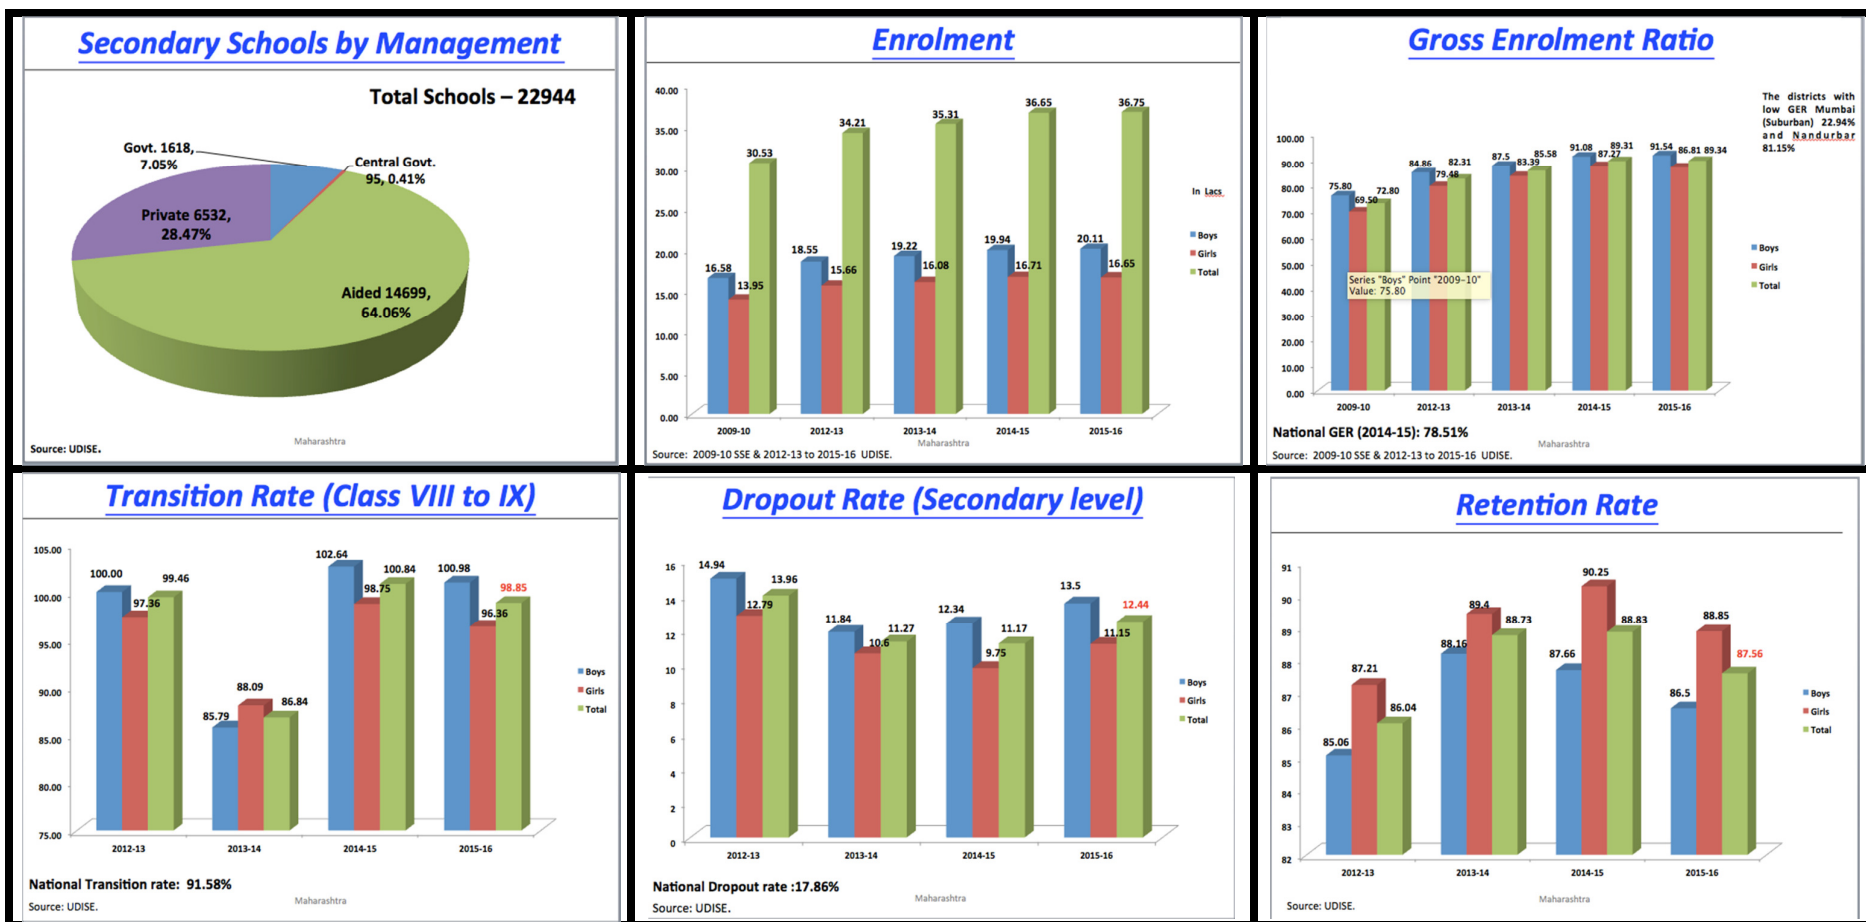 Secondary Schools by Management
Total Schools – 22944
Govt. 1618,
7.05%
Central Govt.
95, 0.41%
Private 6532,
28.47%
Aided 14699,
64.06%
Maharashtra
Source: UDISE.
Enrolment
40.00
35.00
30.00
25.00
20.00
15.00
10.00
5.00
0.00
16.58
13.95
30.53
18.55
15.66
34.21
19.22
16.08
35.31
19.94
16.71
36.65
20.11
16.65
36.75
In Lacs
Boys
Girls
Total
2009-10
2012-13
2013-14
2014-15
2015-16
Maharashtra
Source: 2009-10 SSE & 2012-13 to 2015-16 UDISE.
Gross Enrolment Ratio
The districts with
low GER Mumbai
(Suburban) 22.94%
and Nandurbar
81.15%
100.00
90.00
80.00
70.00
60.00
50.00
40.00
30.00
20.00
10.00
0.00
75.80
69.50
72.80
84.86
79.48
82.31
87.5
83.39
85.58
91.08
87.27
89.31
91.54
86.81
89.34
Series "Boys" Point "2009-10"
Value: 75.80
Boys
Girls
Total
2009-10
2012-13
2013-14
2014-15
2015-16
National GER (2014-15): 78.51%
Maharashtra
Source: 2009-10 SSE & 2012-13 to 2015-16 UDISE.
Transition Rate (Class VIII to IX)
105.00
100.00
95.00
90.00
85.00
80.00
75.00
100.00
97.36
99.46
85.79
88.09
86.84
102.64
98.75
100.84
100.98
96.36
98.85
Boys
Girls
Total
2012-13
2013-14
2014-15
2015-16
National Transition rate: 91.58%
Maharashtra
Source: UDISE.
Dropout Rate (Secondary level)
16
14
12
10
8
6
4
2
0
14.94
12.79
13.96
11.84
10.6
11.27
12.34
9.75
11.17
13.5
11.15
12.44
Boys
Girls
Total
2012-13
2013-14
2014-15
2015-16
National Dropout rate :17.86%
Maharashtra
Source: UDISE.
Retention Rate
91
90
89
88
87
86
85
84
83
82
85.06
87.21
86.04
88.16
89.4
88.73
87.66
90.25
88.83
86.5
88.85
87.56
Boys
Girls
Total
2012-13
2013-14
2014-15
2015-16
Maharashtra
Source: UDISE.